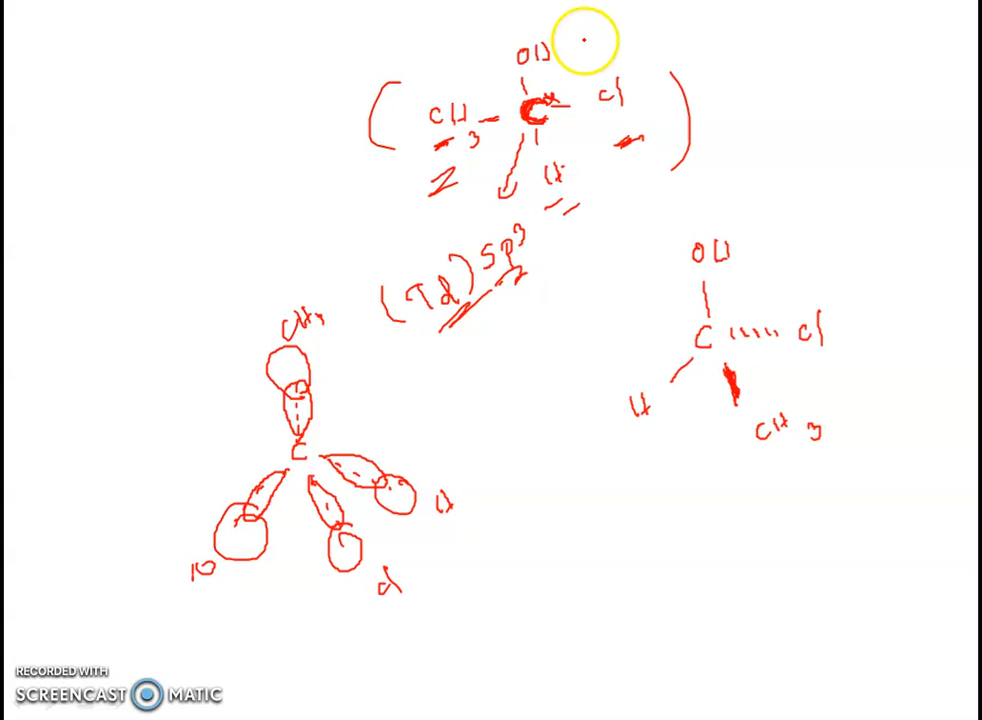 OH
( CH3 - C* - Cl )
H
(Td) sp3
OH
C Cl
H
CH3
CH3
C
H
Cl
RECORDED WITH
SCREENCAST MATIC